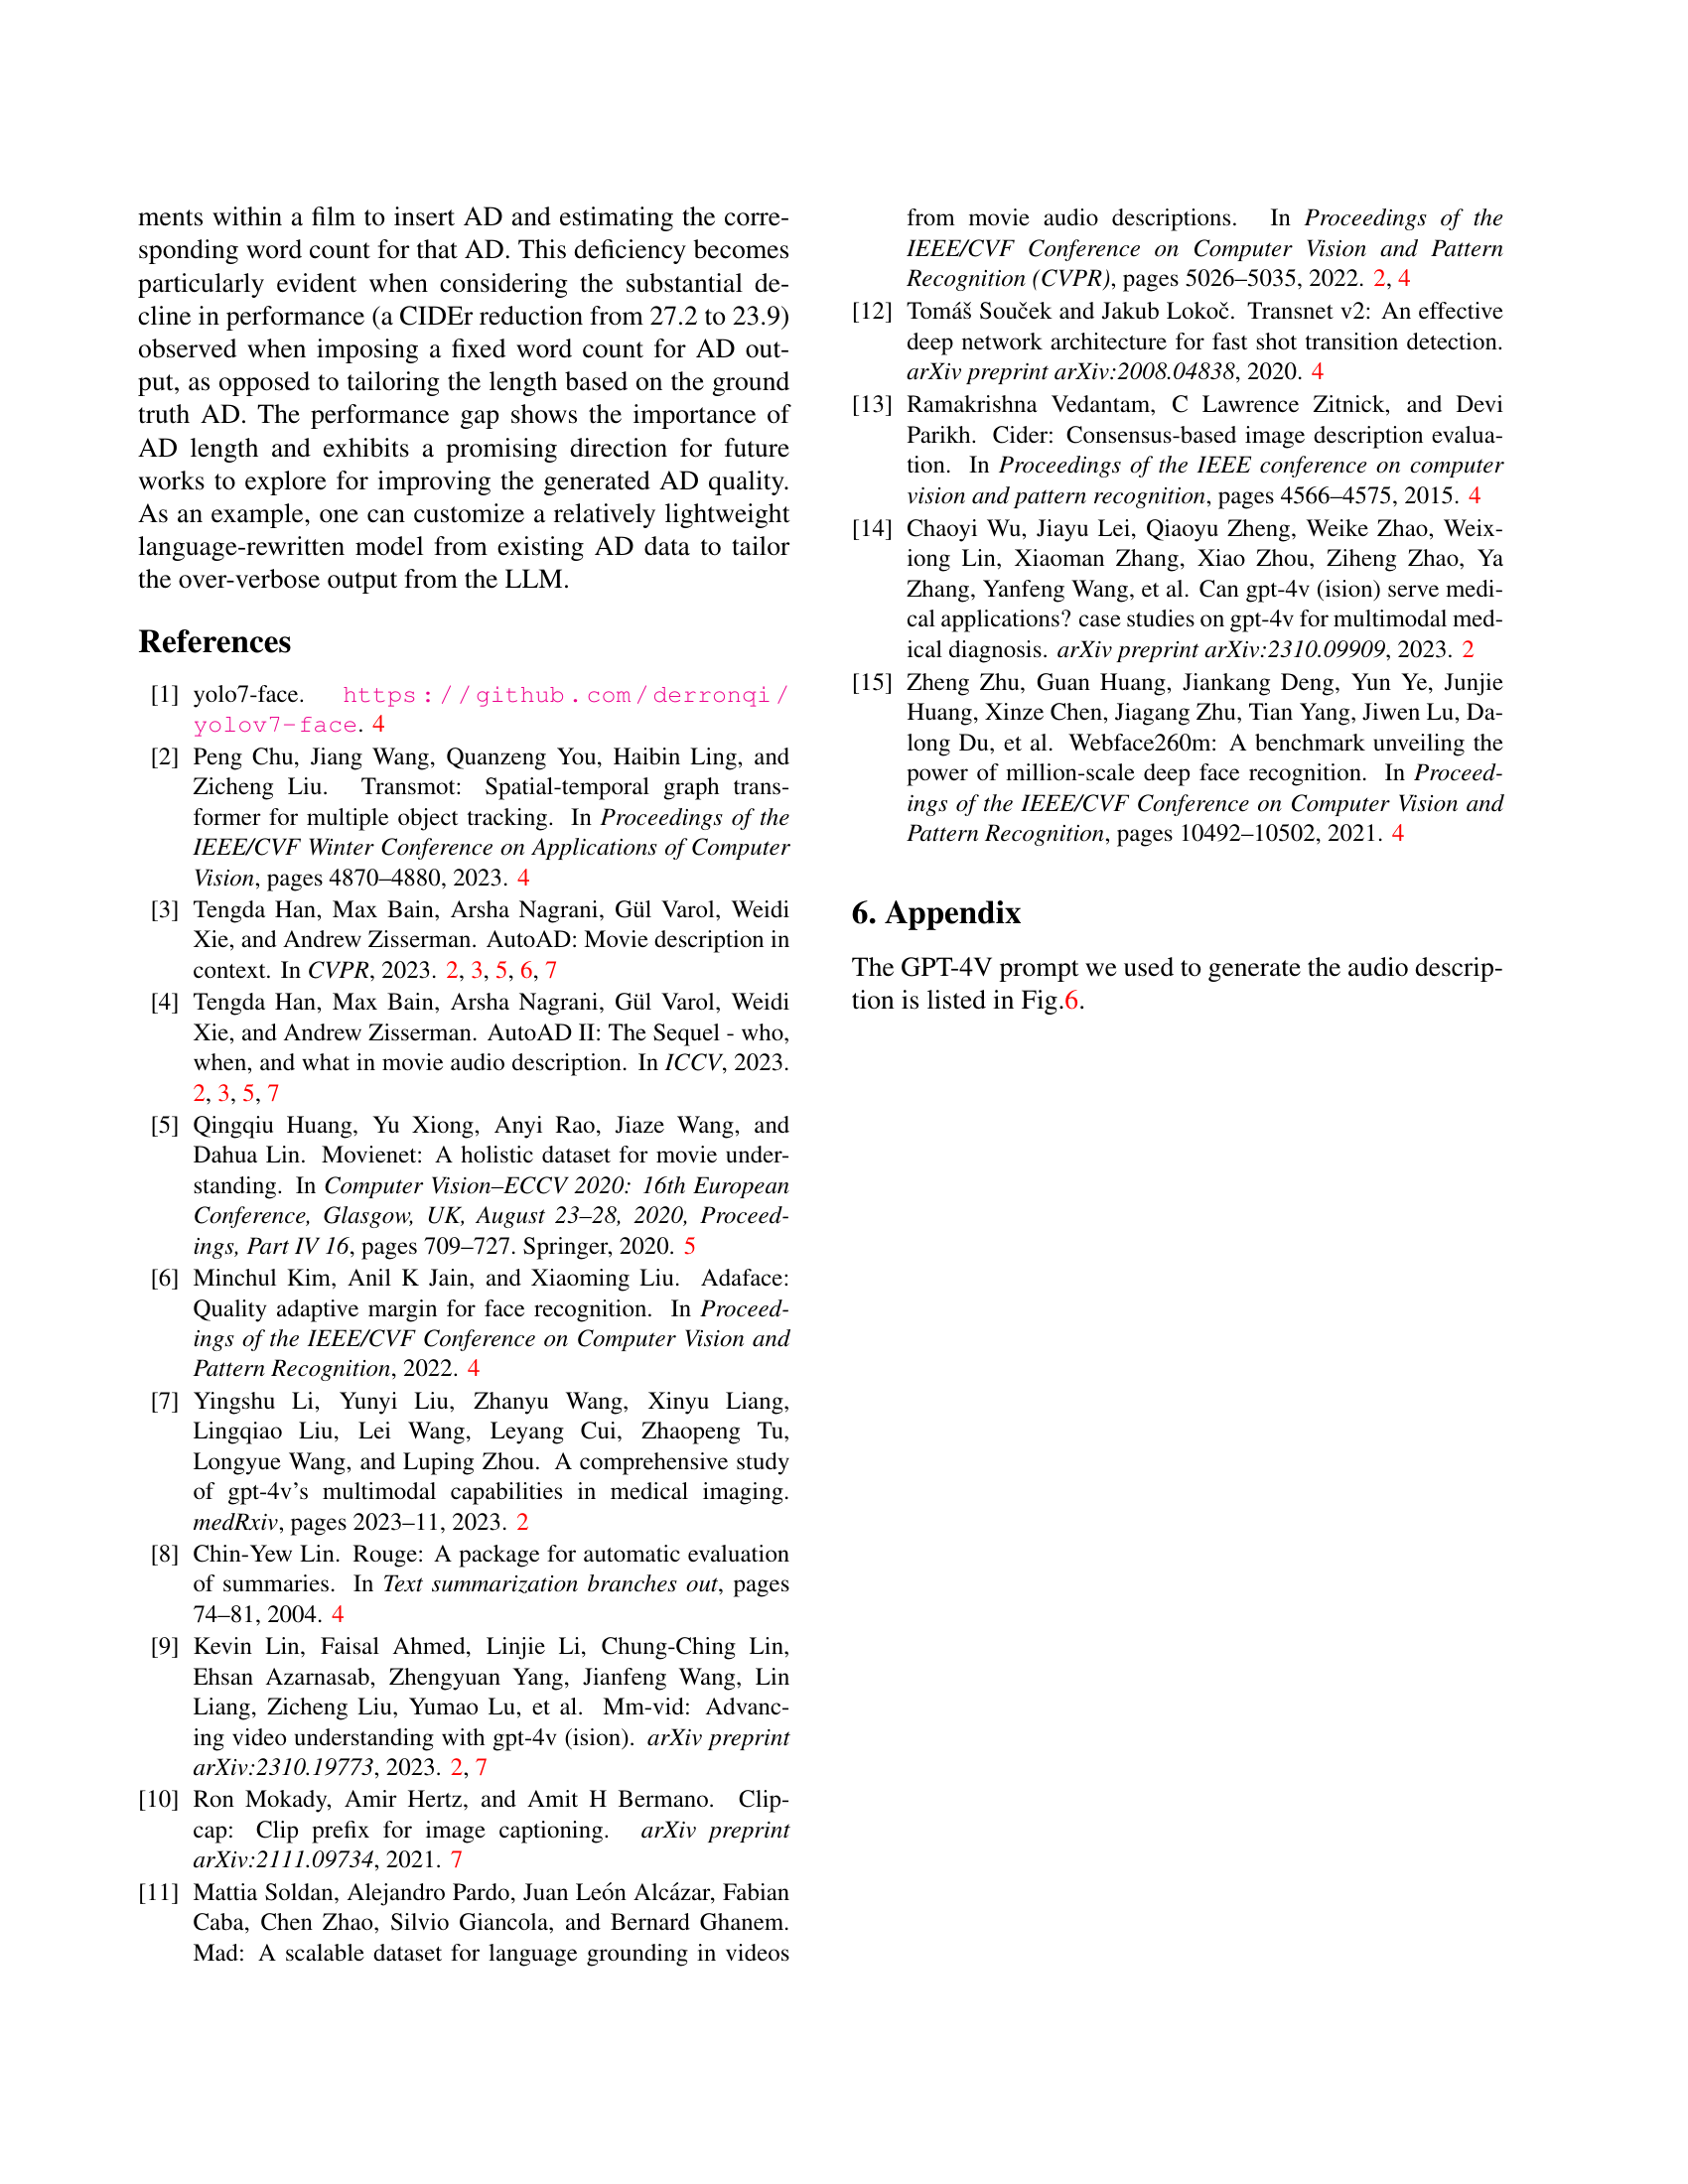 ments within a film to insert AD and estimating the corre-
sponding word count for that AD. This deficiency becomes
particularly evident when considering the substantial de-
cline in performance (a CIDEr reduction from 27.2 to 23.9)
observed when imposing a fixed word count for AD out-
put, as opposed to tailoring the length based on the ground
truth AD. The performance gap shows the importance of
AD length and exhibits a promising direction for future
works to explore for improving the generated AD quality.
As an example, one can customize a relatively lightweight
language-rewritten model from existing AD data to tailor
the over-verbose output from the LLM.
References
[1] yolo7-face. https://github.com/derronqi/
yolov7-face. 4
[2] Peng Chu, Jiang Wang, Quanzeng You, Haibin Ling, and
Zicheng Liu. Transmot: Spatial-temporal graph trans-
former for multiple object tracking. In Proceedings of the
IEEE/CVF Winter Conference on Applications of Computer
Vision, pages 4870–4880, 2023. 4
[3] Tengda Han, Max Bain, Arsha Nagrani, Gül Varol, Weidi
Xie, and Andrew Zisserman. AutoAD: Movie description in
context. In CVPR, 2023. 2, 3, 5, 6, 7
[4] Tengda Han, Max Bain, Arsha Nagrani, Gül Varol, Weidi
Xie, and Andrew Zisserman. AutoAD II: The Sequel - who,
when, and what in movie audio description. In ICCV, 2023.
2, 3, 5, 7
[5] Qingqiu Huang, Yu Xiong, Anyi Rao, Jiaze Wang, and
Dahua Lin. Movienet: A holistic dataset for movie under-
standing. In Computer Vision–ECCV 2020: 16th European
Conference, Glasgow, UK, August 23–28, 2020, Proceed-
ings, Part IV 16, pages 709–727. Springer, 2020. 5
[6] Minchul Kim, Anil K Jain, and Xiaoming Liu. Adaface:
Quality adaptive margin for face recognition. In Proceed-
ings of the IEEE/CVF Conference on Computer Vision and
Pattern Recognition, 2022. 4
[7] Yingshu Li, Yunyi Liu, Zhanyu Wang, Xinyu Liang,
Lingqiao Liu, Lei Wang, Leyang Cui, Zhaopeng Tu,
Longyue Wang, and Luping Zhou. A comprehensive study
of gpt-4v's multimodal capabilities in medical imaging.
medRxiv, pages 2023–11, 2023. 2
[8] Chin-Yew Lin. Rouge: A package for automatic evaluation
of summaries. In Text summarization branches out, pages
74–81, 2004. 4
[9] Kevin Lin, Faisal Ahmed, Linjie Li, Chung-Ching Lin,
Ehsan Azarnasab, Zhengyuan Yang, Jianfeng Wang, Lin
Liang, Zicheng Liu, Yumao Lu, et al. Mm-vid: Advanc-
ing video understanding with gpt-4v (ision). arXiv preprint
arXiv:2310.19773, 2023. 2, 7
[10] Ron Mokady, Amir Hertz, and Amit H Bermano. Clip-
cap: Clip prefix for image captioning. arXiv preprint
arXiv:2111.09734, 2021. 7
[11] Mattia Soldan, Alejandro Pardo, Juan León Alcázar, Fabian
Caba, Chen Zhao, Silvio Giancola, and Bernard Ghanem.
Mad: A scalable dataset for language grounding in videos
from movie audio descriptions. In Proceedings of the
IEEE/CVF Conference on Computer Vision and Pattern
Recognition (CVPR), pages 5026–5035, 2022. 2, 4
[12] Tomáš Souček and Jakub Lokoč. Transnet v2: An effective
deep network architecture for fast shot transition detection.
arXiv preprint arXiv:2008.04838, 2020. 4
[13] Ramakrishna Vedantam, C Lawrence Zitnick, and Devi
Parikh. Cider: Consensus-based image description evalua-
tion. In Proceedings of the IEEE conference on computer
vision and pattern recognition, pages 4566–4575, 2015. 4
[14] Chaoyi Wu, Jiayu Lei, Qiaoyu Zheng, Weike Zhao, Weix-
iong Lin, Xiaoman Zhang, Xiao Zhou, Ziheng Zhao, Ya
Zhang, Yanfeng Wang, et al. Can gpt-4v (ision) serve medi-
cal applications? case studies on gpt-4v for multimodal med-
ical diagnosis. arXiv preprint arXiv:2310.09909, 2023. 2
[15] Zheng Zhu, Guan Huang, Jiankang Deng, Yun Ye, Junjie
Huang, Xinze Chen, Jiagang Zhu, Tian Yang, Jiwen Lu, Da-
long Du, et al. Webface260m: A benchmark unveiling the
power of million-scale deep face recognition. In Proceed-
ings of the IEEE/CVF Conference on Computer Vision and
Pattern Recognition, pages 10492–10502, 2021. 4
6. Appendix
The GPT-4V prompt we used to generate the audio descrip-
tion is listed in Fig.6.